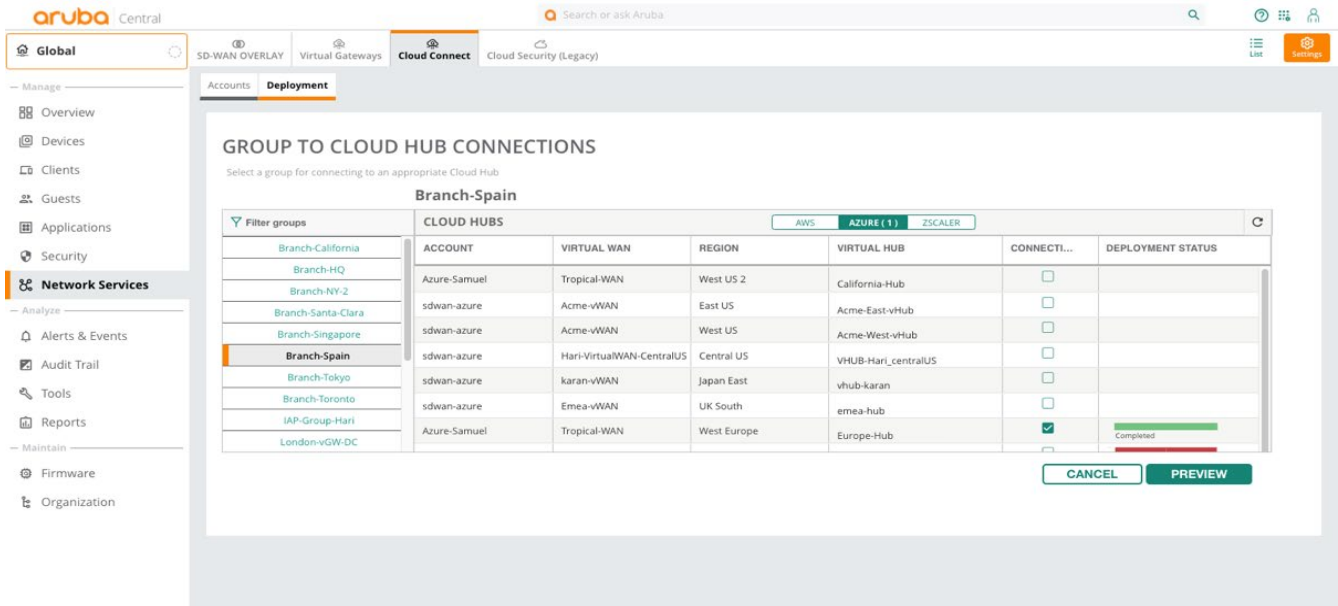 aruba Central
Search or ask Aruba
Global
SD-WAN OVERLAY
Virtual Gateways
Cloud Connect
Cloud Security (Legacy)
List
Settings
Accounts
Deployment
Manage
Overview
Devices
Clients
Guests
Applications
Security
Network Services
Analyze
Alerts & Events
Audit Trail
Tools
Reports
Maintain
Firmware
Organization
GROUP TO CLOUD HUB CONNECTIONS
Select a group for connecting to an appropriate Cloud Hub
Branch-Spain
Filter groups
Branch-California
Branch-HQ
Branch-NY-2
Branch-Santa-Clara
Branch-Singapore
Branch-Spain
Branch-Tokyo
Branch-Toronto
IAP-Group-Hari
London-vGW-DC
CLOUD HUBS AWS AZURE ( 1 ) ZSCALER
ACCOUNT VIRTUAL WAN REGION VIRTUAL HUB CONNECTI... DEPLOYMENT STATUS
Azure-Samuel Tropical-WAN West US 2 California-Hub
sdwan-azure Acme-vWAN East US Acme-East-vHub
sdwan-azure Acme-vWAN West US Acme-West-vHub
sdwan-azure Hari-VirtualWAN-CentralUS Central US VHUB-Hari_centralUS
sdwan-azure karan-vWAN Japan East vhub-karan
sdwan-azure Emea-vWAN UK South emea-hub
Azure-Samuel Tropical-WAN West Europe Europe-Hub Completed
CANCEL PREVIEW